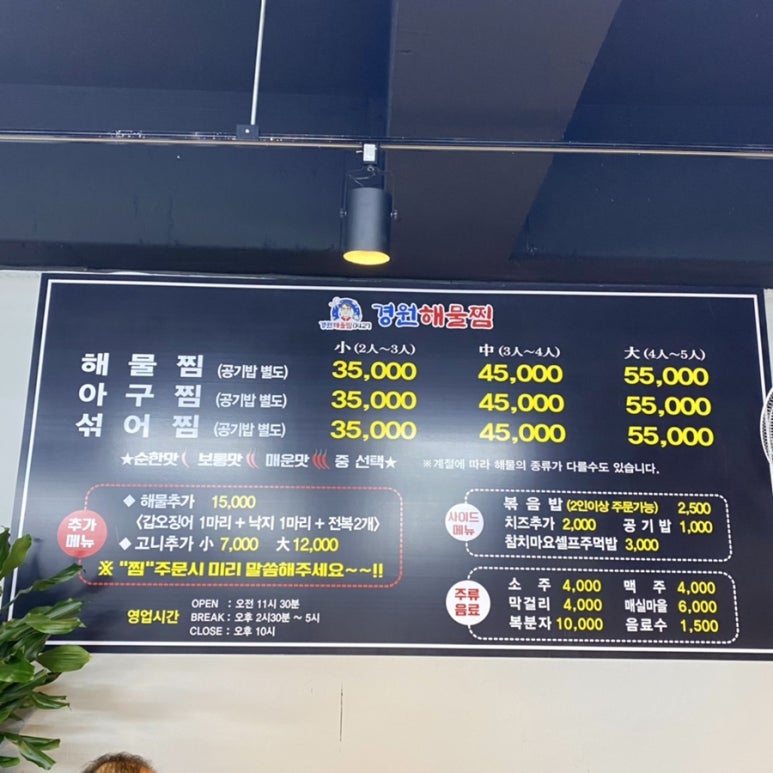 경원해물찜
小 (2人~3人) 中 (3人~4人) 大 (4人~5人)
해물찜 (공기밥 별도) 35,000 45,000 55,000
아구찜 (공기밥 별도) 35,000 45,000 55,000
섞어찜 (공기밥 별도) 35,000 45,000 55,000
★순한맛 보통맛 매운맛 중 선택★ ※계절에 따라 해물의 종류가 다를수도 있습니다.
추가
메뉴
◆ 해물추가 15,000
〈갑오징어 1마리 + 낙지 1마리 + 전복2개〉
◆ 고니추가 小 7,000 大 12,000
※ "찜"주문시 미리 말씀해주세요~~!!
영업시간
OPEN : 오전 11시 30분
BREAK : 오후 2시30분 ~ 5시
CLOSE : 오후 10시
사이드
메뉴
볶음밥 (2인이상 주문가능) 2,500
치즈추가 2,000 공기밥 1,000
참치마요셀프주먹밥 3,000
주류
음료
소주 4,000 맥주 4,000
막걸리 4,000 매실마을 6,000
복분자 10,000 음료수 1,500